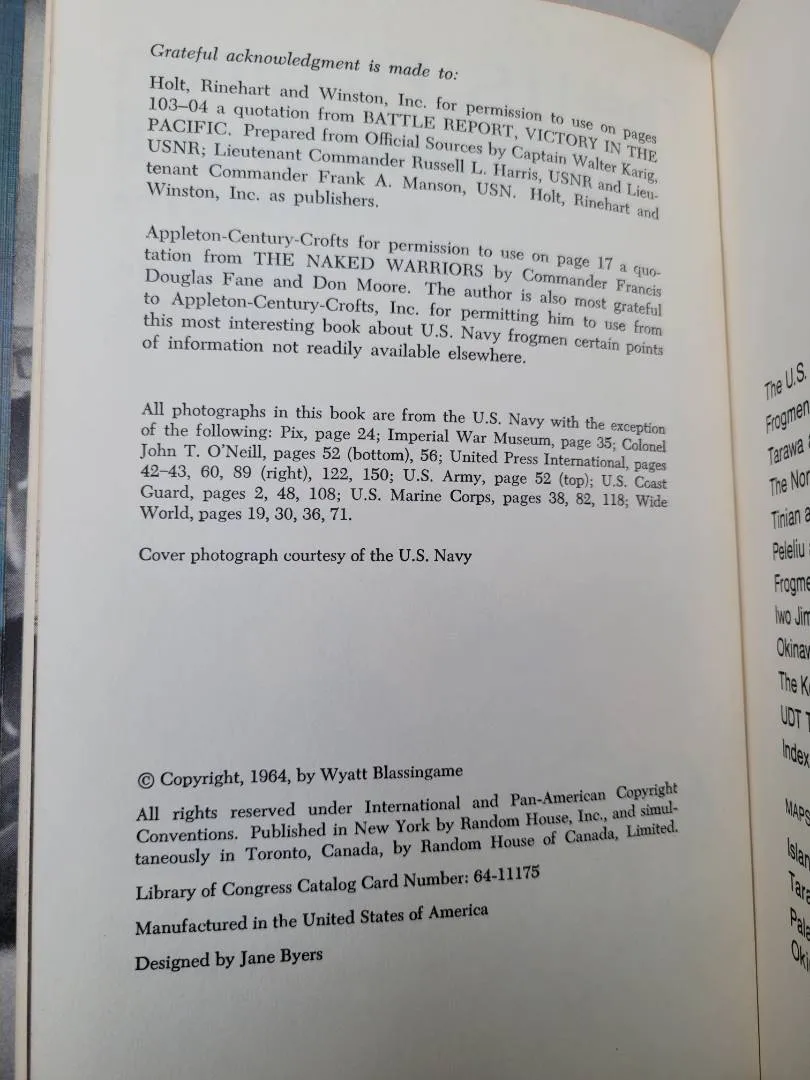 Grateful acknowledgment is made to:
Holt, Rinehart and Winston, Inc. for permission to use on pages
103–04 a quotation from BATTLE REPORT, VICTORY IN THE
PACIFIC. Prepared from Official Sources by Captain Walter Karig,
USNR; Lieutenant Commander Russell L. Harris, USNR and Lieu-
tenant Commander Frank A. Manson, USN. Holt, Rinehart and
Winston, Inc. as publishers.
Appleton-Century-Crofts for permission to use on page 17 a quo-
tation from THE NAKED WARRIORS by Commander Francis
Douglas Fane and Don Moore. The author is also most grateful
to Appleton-Century-Crofts, Inc. for permitting him to use from
this most interesting book about U.S. Navy frogmen certain points
of information not readily available elsewhere.
All photographs in this book are from the U.S. Navy with the exception
of the following: Pix, page 24; Imperial War Museum, page 35; Colonel
John T. O'Neill, pages 52 (bottom), 56; United Press International, pages
42–43, 60, 89 (right), 122, 150; U.S. Army, page 52 (top); U.S. Coast
Guard, pages 2, 48, 108; U.S. Marine Corps, pages 38, 82, 118; Wide
World, pages 19, 30, 36, 71.
Cover photograph courtesy of the U.S. Navy
© Copyright, 1964, by Wyatt Blassingame
All rights reserved under International and Pan-American Copyright
Conventions. Published in New York by Random House, Inc., and simul-
taneously in Toronto, Canada, by Random House of Canada, Limited.
Library of Congress Catalog Card Number: 64-11175
Manufactured in the United States of America
Designed by Jane Byers
The U.S.
Frogmen
Tarawa
The Nor
Tinian a
Peleliu
Frogme
Iwo Jim
Okinaw
The K
UDT T
Index
MAPS
Islan
Tara
Pala
Oki